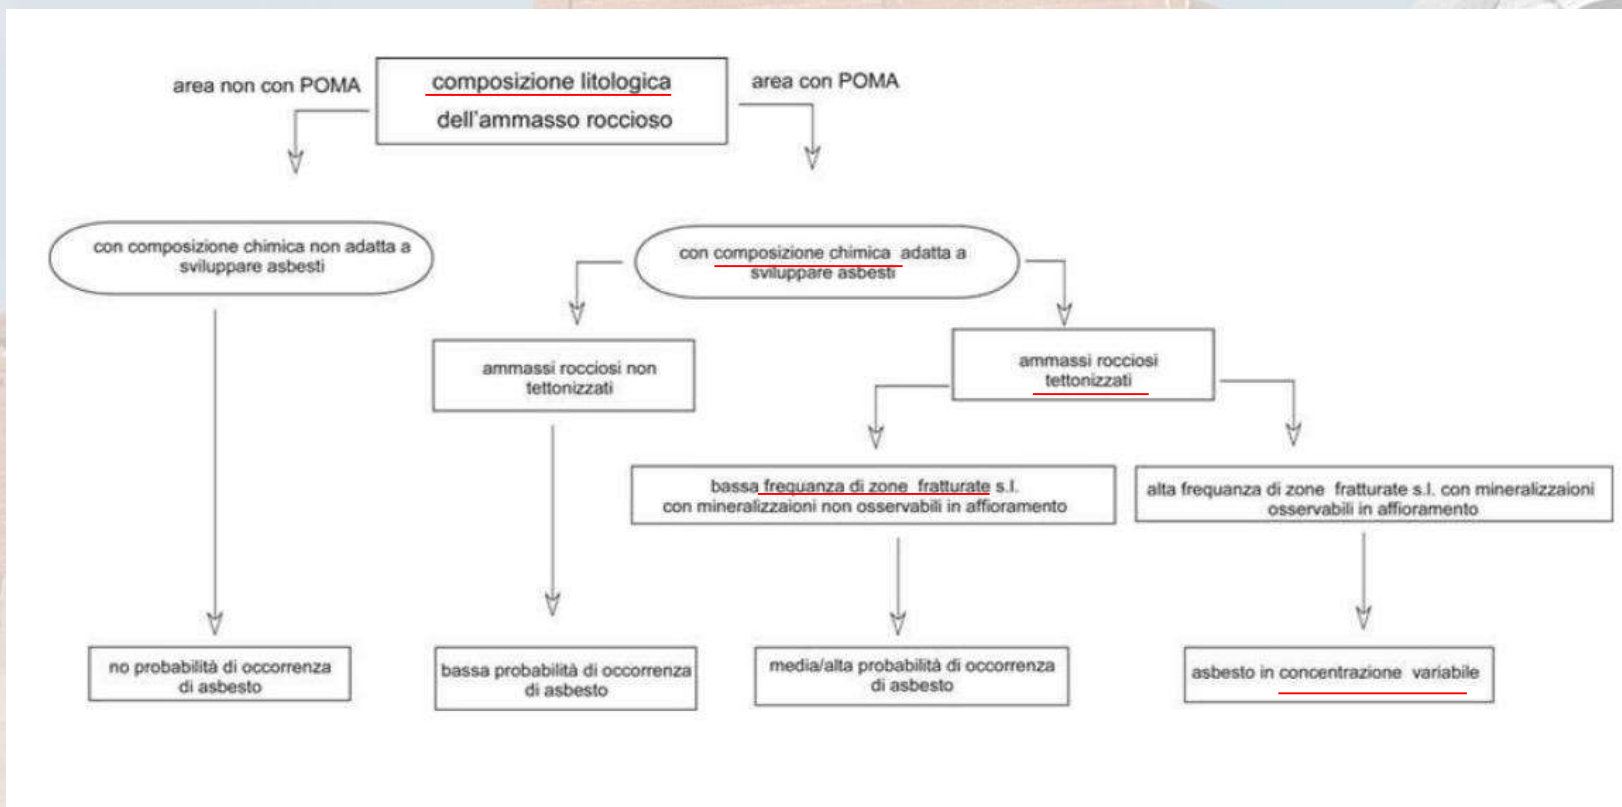 area non con POMA
composizione litologica
dell'ammasso roccioso
area con POMA
con composizione chimica non adatta a
sviluppare asbesti
con composizione chimica adatta a
sviluppare asbesti
ammassi rocciosi non
tettonizzati
ammassi rocciosi
tettonizzati
bassa frequanza di zone fratturate s.l.
con mineralizzaioni non osservabili in affioramento
alta frequanza di zone fratturate s.l. con mineralizzaioni
osservabili in affioramento
no probabilità di occorrenza
di asbesto
bassa probabilità di occorrenza
di asbesto
media/alta probabilità di occorrenza
di asbesto
asbesto in concentrazione variabile